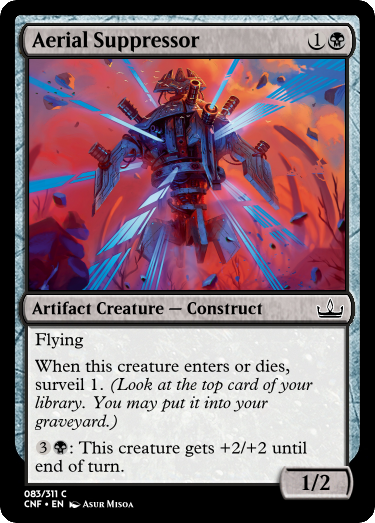 Aerial Suppressor 1
Artifact Creature — Construct
Flying
When this creature enters or dies,
surveil 1. (Look at the top card of your
library. You may put it into your
graveyard.)
3 : This creature gets +2/+2 until
end of turn.
1/2
083/311 C
CNF • EN Asur Misoa